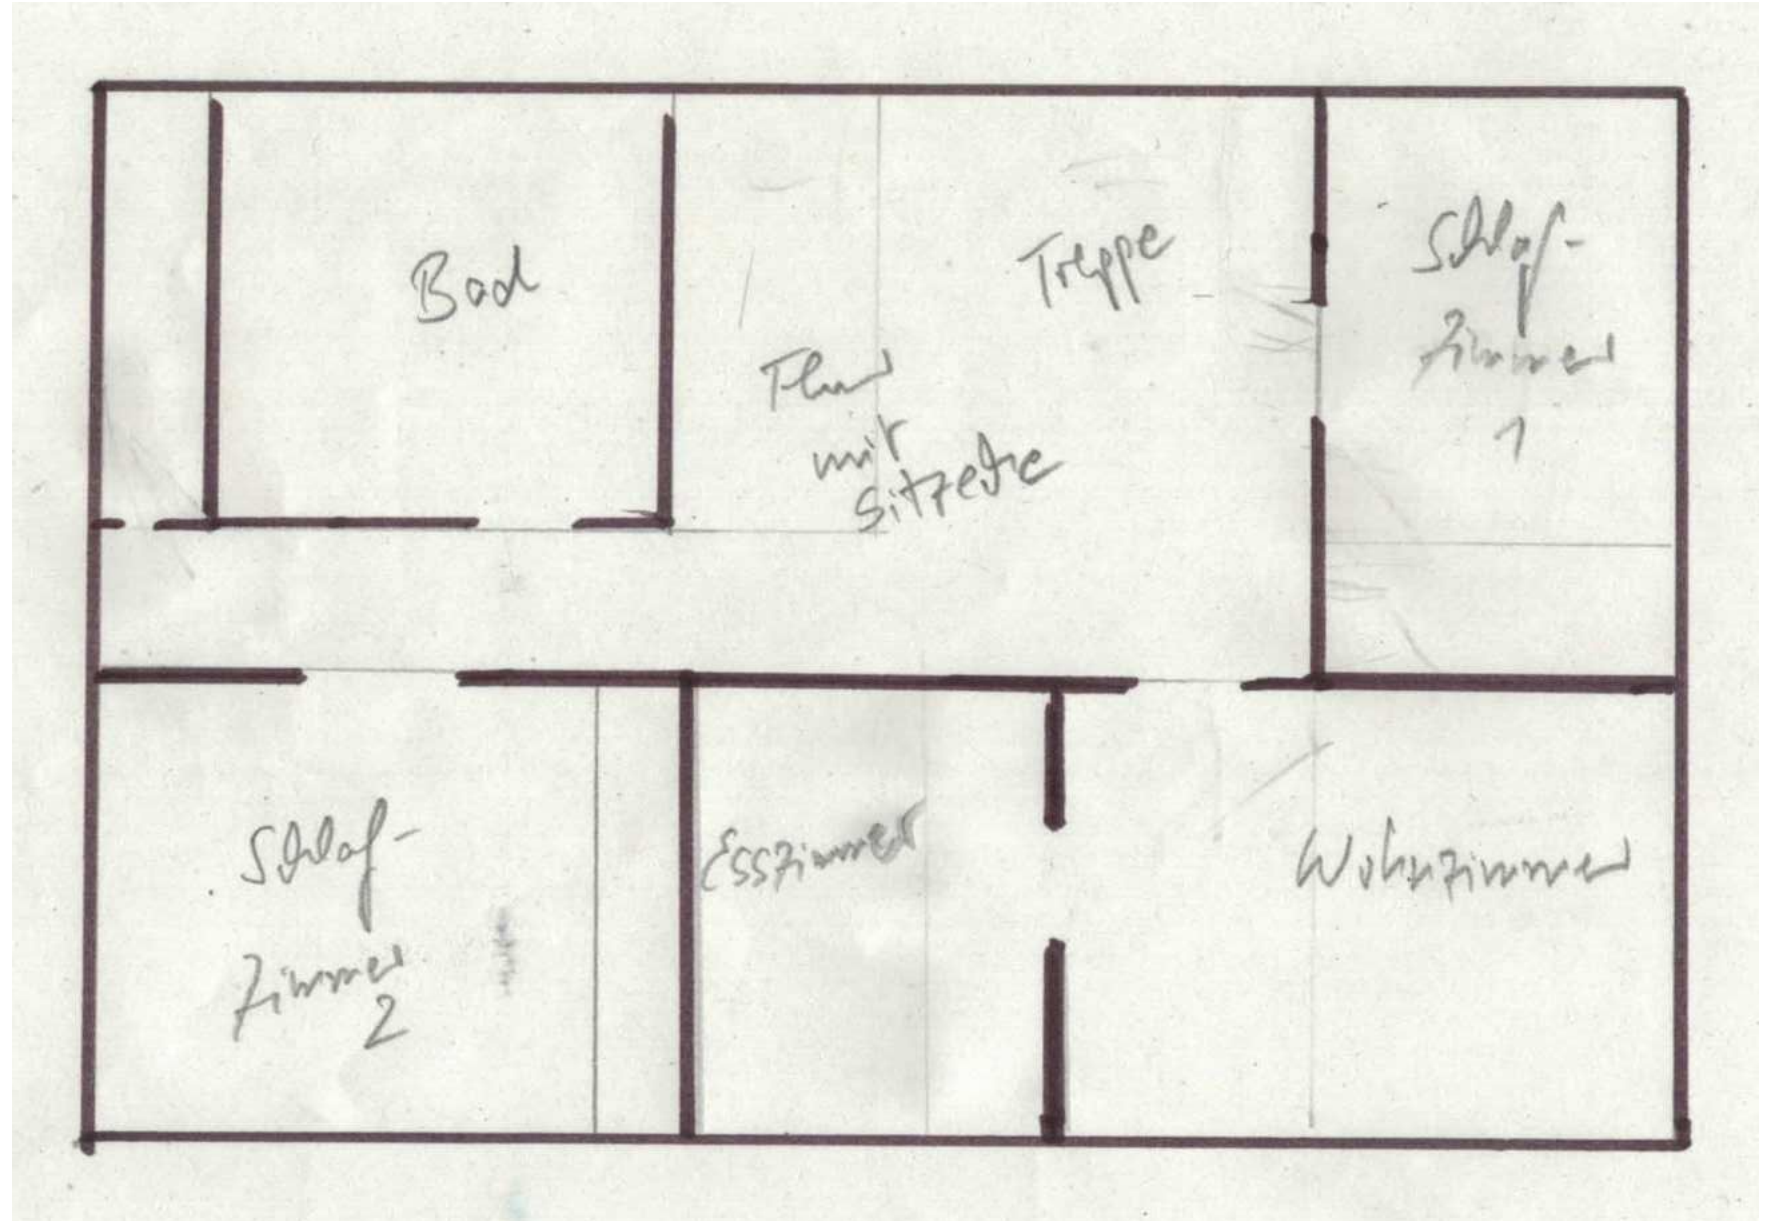 Bad
Treppe
Flur
mit
Sitzecke
Schlaf-
zimmer
1
Schlaf-
zimmer
2
Esszimmer
Wohnzimmer